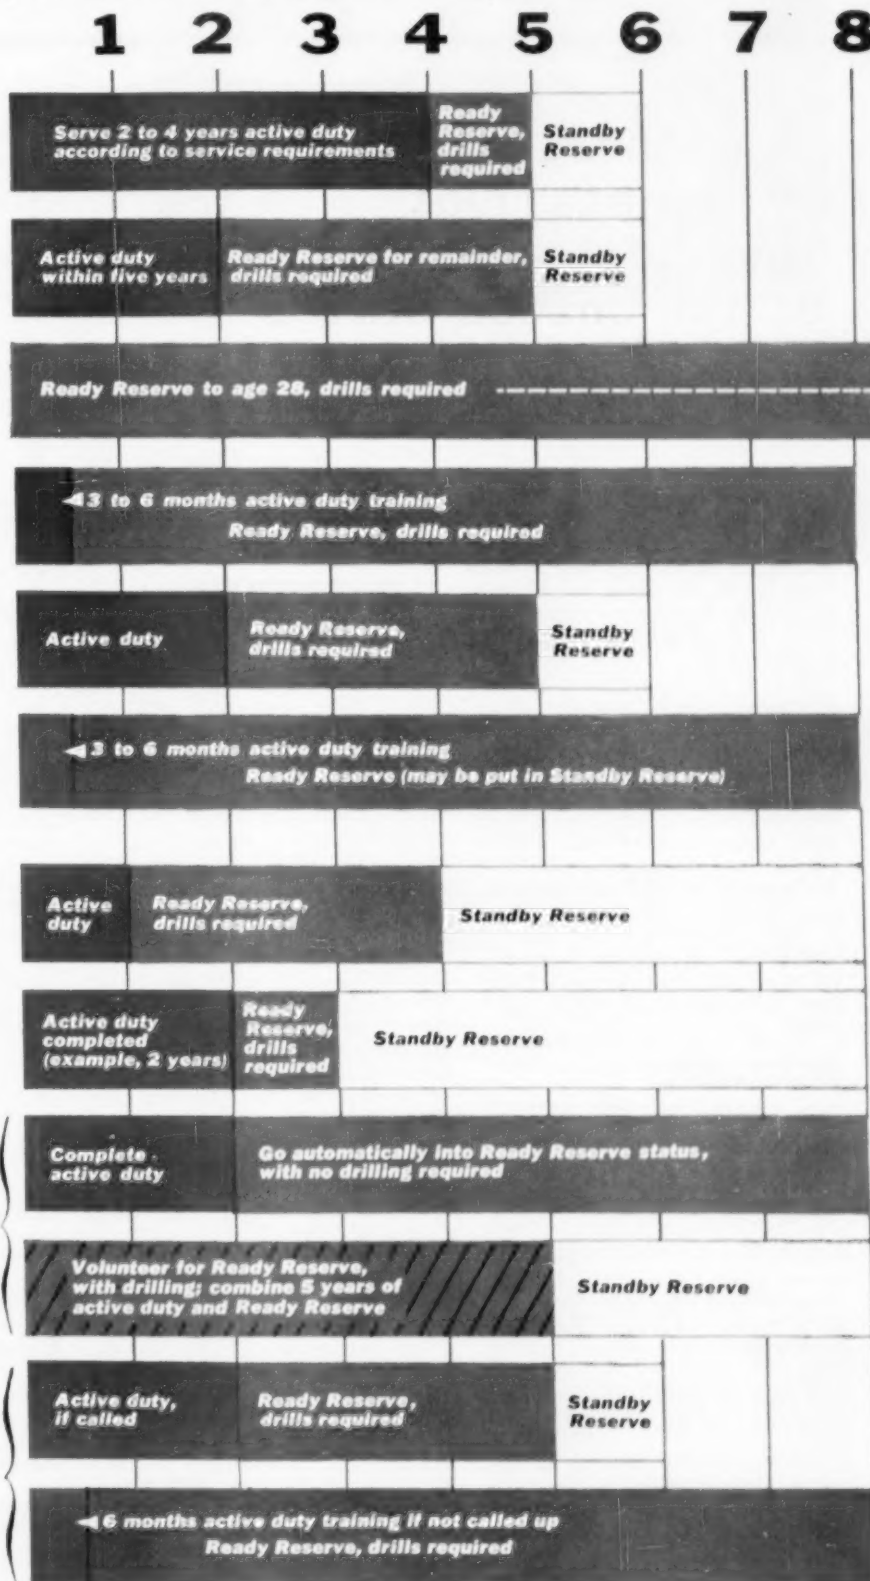 1 2 3 4 5 6 7 8
Serve 2 to 4 years active duty
according to service requirements
Ready
Reserve,
drills
required
Standby
Reserve
Active duty
within five years
Ready Reserve for remainder,
drills required
Standby
Reserve
Ready Reserve to age 28, drills required
3 to 6 months active duty training
Ready Reserve, drills required
Active duty
Ready Reserve,
drills required
Standby
Reserve
3 to 6 months active duty training
Ready Reserve (may be put in Standby Reserve)
Active
duty
Ready Reserve,
drills required
Standby Reserve
Active duty
completed
(example, 2 years)
Ready
Reserve,
drills
required
Standby Reserve
Complete
active duty
Go automatically into Ready Reserve status,
with no drilling required
Volunteer for Ready Reserve,
with drilling; combine 5 years of
active duty and Ready Reserve
Standby Reserve
Active duty,
if called
Ready Reserve,
drills required
Standby
Reserve
6 months active duty training if not called up
Ready Reserve, drills required